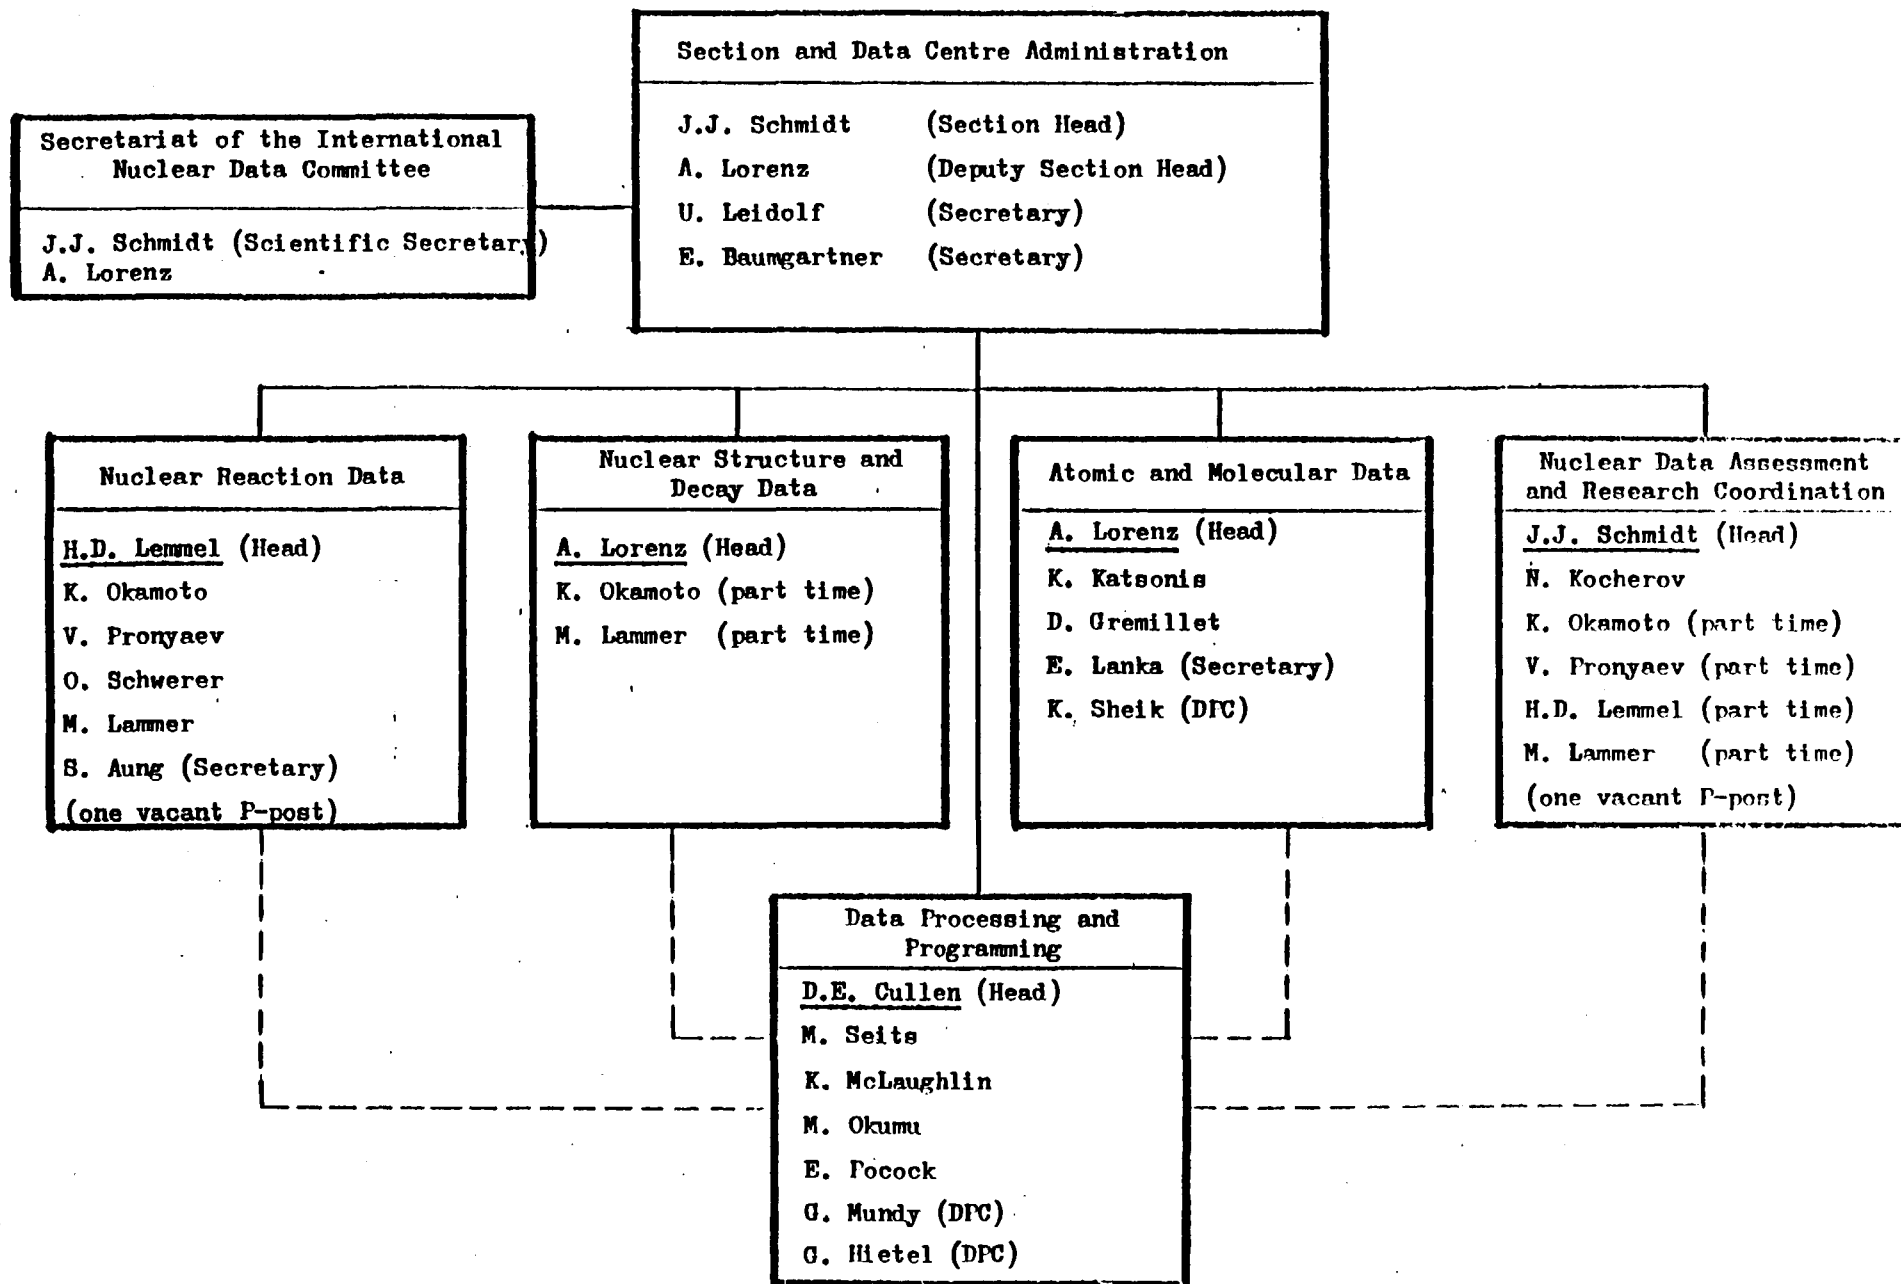 Section and Data Centre Administration
J.J. Schmidt (Section Head)
A. Lorenz (Deputy Section Head)
U. Leidolf (Secretary)
E. Baumgartner (Secretary)
Secretariat of the International
Nuclear Data Committee
J.J. Schmidt (Scientific Secretary)
A. Lorenz
Nuclear Reaction Data
H.D. Lemmel (Head)
K. Okamoto
V. Pronyaev
O. Schwerer
M. Lammer
S. Aung (Secretary)
(one vacant P-post)
Nuclear Structure and
Decay Data
A. Lorenz (Head)
K. Okamoto (part time)
M. Lammer (part time)
Atomic and Molecular Data
A. Lorenz (Head)
K. Katsonis
D. Gremillet
E. Lanka (Secretary)
K. Sheik (DPC)
Nuclear Data Assessment
and Research Coordination
J.J. Schmidt (Head)
N. Kocherov
K. Okamoto (part time)
V. Pronyaev (part time)
H.D. Lemmel (part time)
M. Lammer (part time)
(one vacant P-post)
Data Processing and
Programming
D.E. Cullen (Head)
M. Seits
K. McLaughlin
M. Okumu
E. Pocock
G. Mundy (DPC)
G. Hietel (DPC)